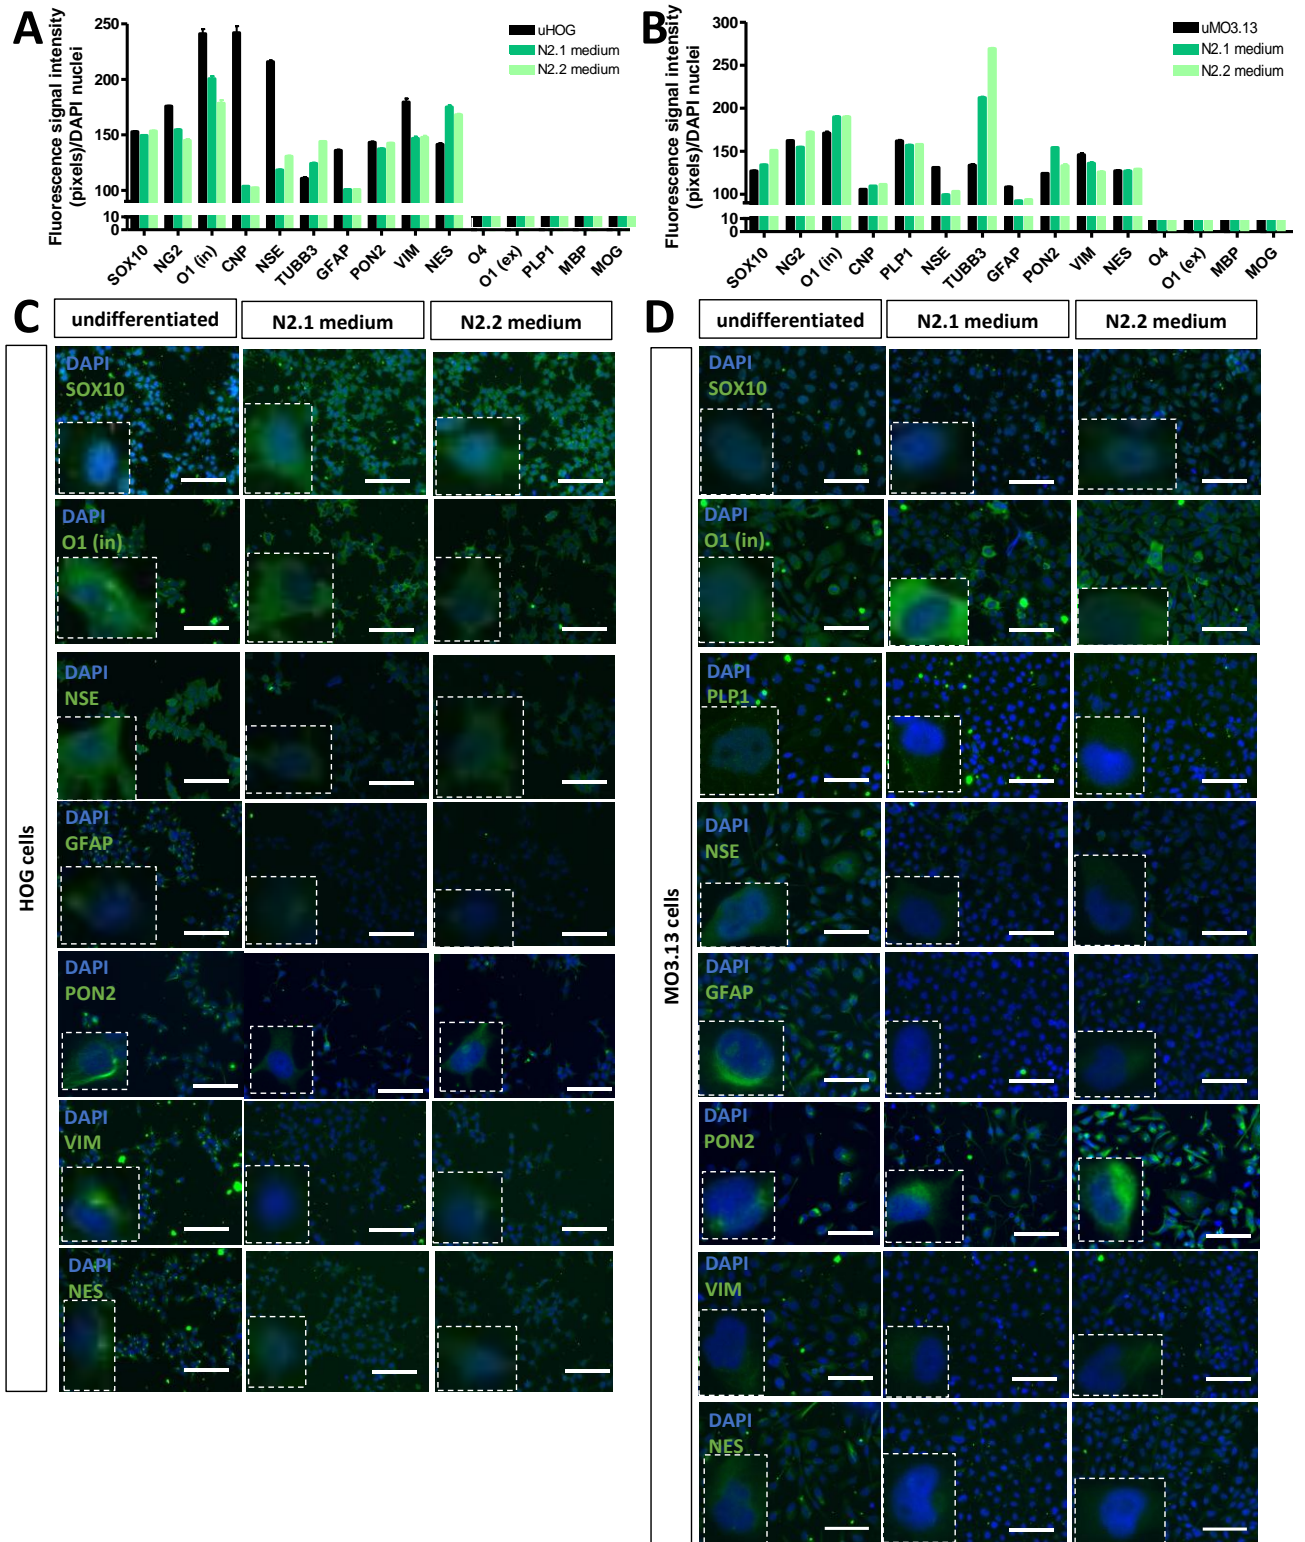 A
Fluorescence signal intensity
(pixels)/DAPI nuclei
250
200
150
100
10
0
uHOG
N2.1 medium
N2.2 medium
SOX10
NG2
O1 (in)
CNP
NSE
TUBB3
GFAP
PON2
VIM
NES
O4
O1 (ex)
PLP1
MBP
MOG
B
Fluorescence signal intensity
(pixels)/DAPI nuclei
300
250
200
150
100
10
0
uMO3.13
N2.1 medium
N2.2 medium
SOX10
NG2
O1 (in)
CNP
PLP1
NSE
TUBB3
GFAP
PON2
VIM
NES
O4
O1 (ex)
MBP
MOG
C
undifferentiated
N2.1 medium
N2.2 medium
HOG cells
DAPI
SOX10
DAPI
O1 (in)
DAPI
NSE
DAPI
GFAP
DAPI
PON2
DAPI
VIM
DAPI
NES
D
undifferentiated
N2.1 medium
N2.2 medium
MO3.13 cells
DAPI
SOX10
DAPI
O1 (in)
DAPI
PLP1
DAPI
NSE
DAPI
GFAP
DAPI
PON2
DAPI
VIM
DAPI
NES